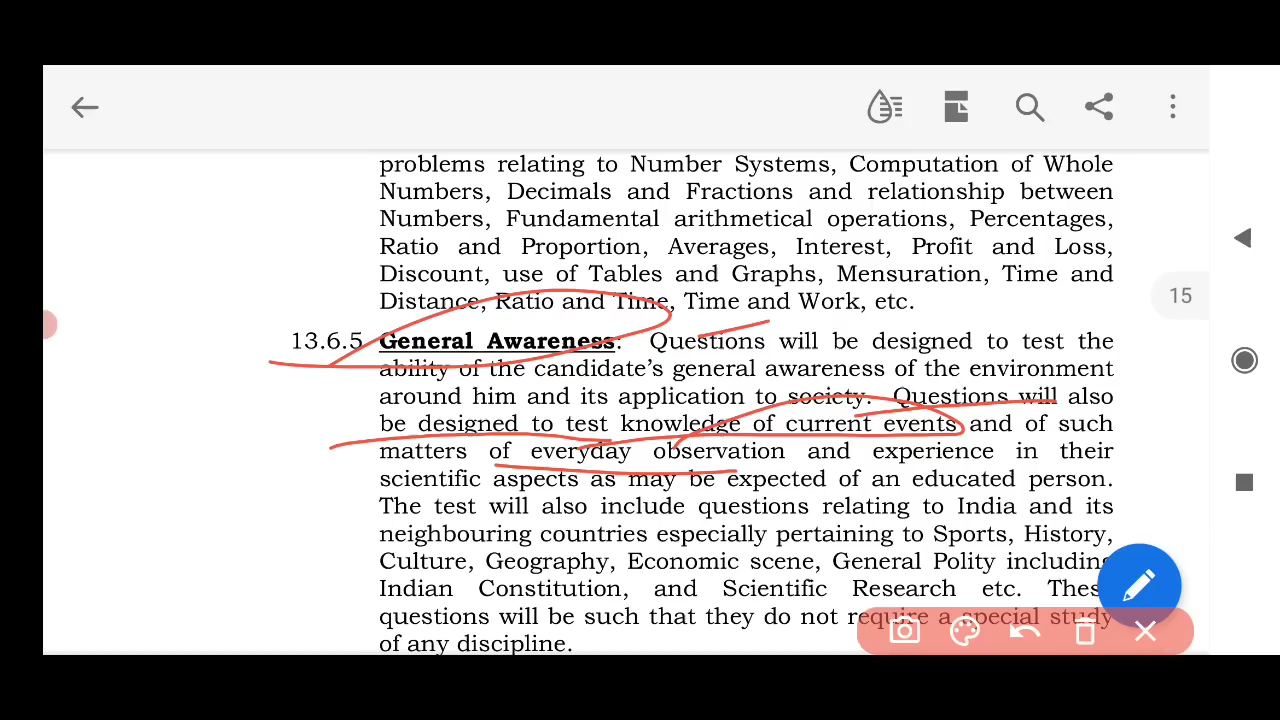 problems relating to Number Systems, Computation of Whole
Numbers, Decimals and Fractions and relationship between
Numbers, Fundamental arithmetical operations, Percentages,
Ratio and Proportion, Averages, Interest, Profit and Loss,
Discount, use of Tables and Graphs, Mensuration, Time and
Distance, Ratio and Time, Time and Work, etc.
15
13.6.5 General Awareness: Questions will be designed to test the
ability of the candidate's general awareness of the environment
around him and its application to society. Questions will also
be designed to test knowledge of current events and of such
matters of everyday observation and experience in their
scientific aspects as may be expected of an educated person.
The test will also include questions relating to India and its
neighbouring countries especially pertaining to Sports, History,
Culture, Geography, Economic scene, General Polity including
Indian Constitution, and Scientific Research etc. These
questions will be such that they do not require a special study
of any discipline.